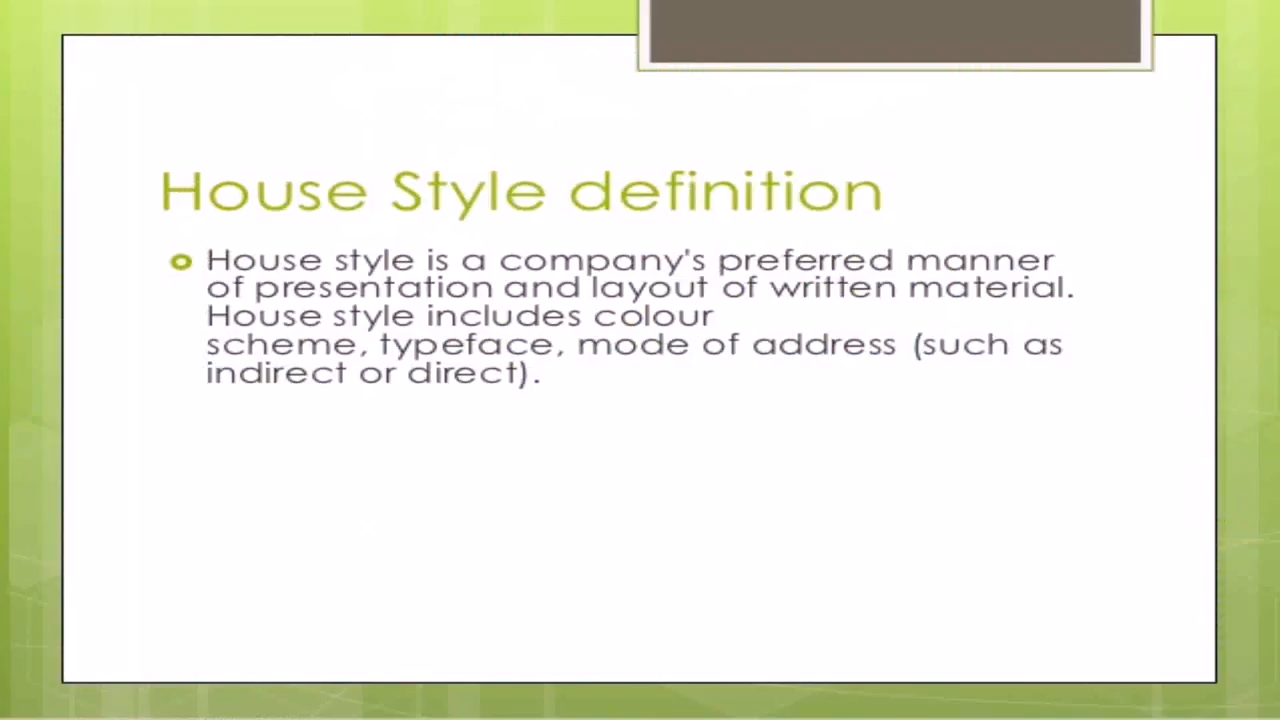 House Style definition
House style is a company's preferred manner
of presentation and layout of written material.
House style includes colour
scheme, typeface, mode of address (such as
indirect or direct).